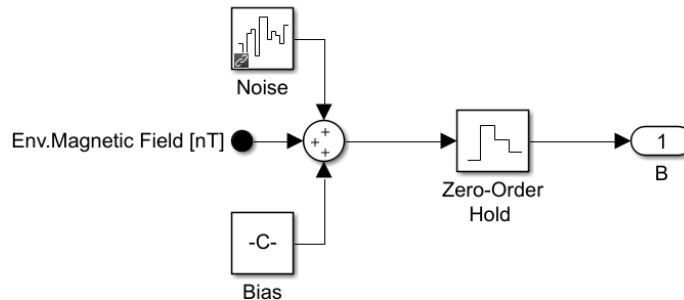 Noise
Env.Magnetic Field [nT]
+
+
+
1
B
Zero-Order
Hold
-C-
Bias